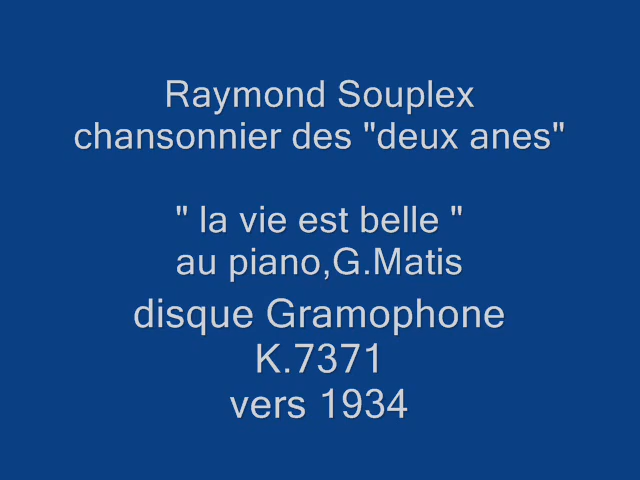 Raymond Souplex
chansonnier des "deux anes"
" la vie est belle "
au piano,G.Matis
disque Gramophone
K.7371
vers 1934